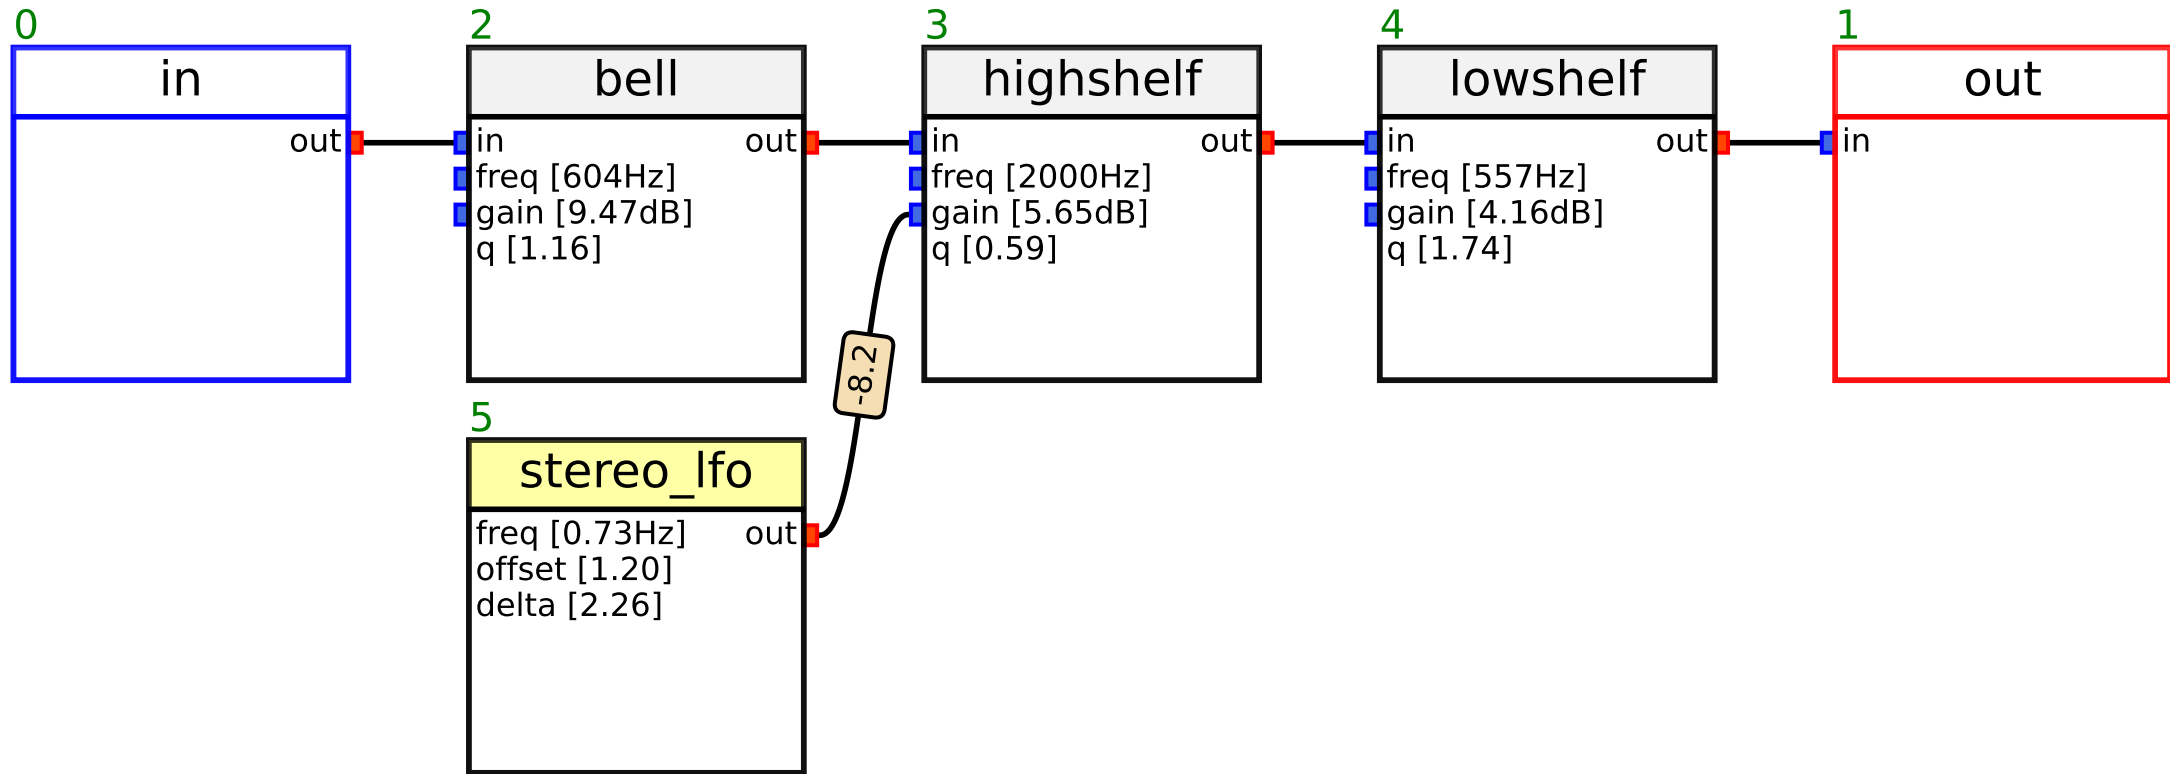 0
in
out
2
bell
in out
freq [604Hz]
gain [9.47dB]
q [1.16]
3
highshelf
in out
freq [2000Hz]
gain [5.65dB]
q [0.59]
4
lowshelf
in out
freq [557Hz]
gain [4.16dB]
q [1.74]
1
out
in
-8.2
5
stereo_lfo
freq [0.73Hz] out
offset [1.20]
delta [2.26]